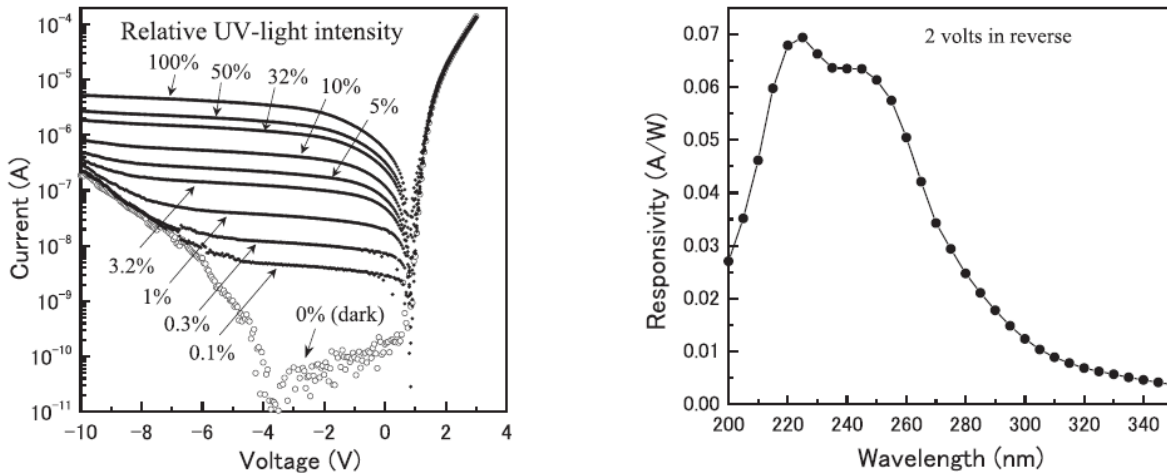 Relative UV-light intensity
100%
50%
32%
10%
5%
3.2%
1%
0.3%
0.1%
0% (dark)
10⁻⁴
10⁻⁵
10⁻⁶
10⁻⁷
10⁻⁸
10⁻⁹
10⁻¹⁰
10⁻¹¹
Current (A)
−10 −8 −6 −4 −2 0 2 4
Voltage (V)
2 volts in reverse
0.07
0.06
0.05
0.04
0.03
0.02
0.01
0.00
Responsivity (A/W)
200 220 240 260 280 300 320 340
Wavelength (nm)